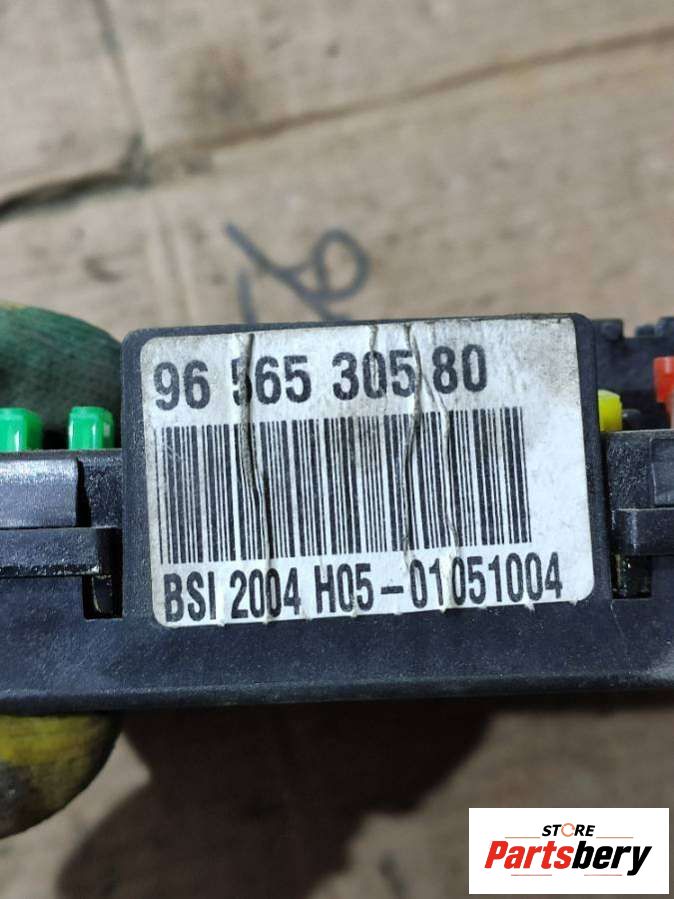 96 565 305 80
BSI 2004 H05-01051004
STORE
Partsbery